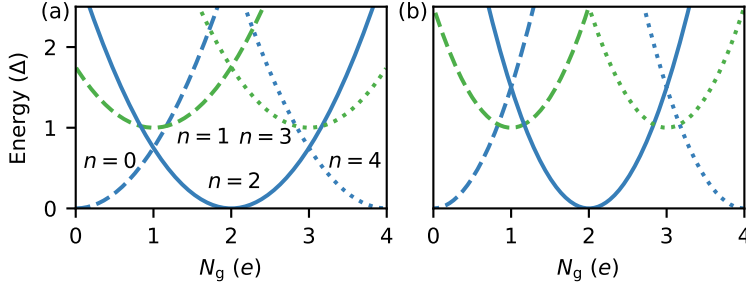 (a)
(b)
Energy (Δ)
2
1
0
n = 0
n = 1
n = 2
n = 3
n = 4
0 1 2 3 4
0 1 2 3 4
N_g (e)
N_g (e)